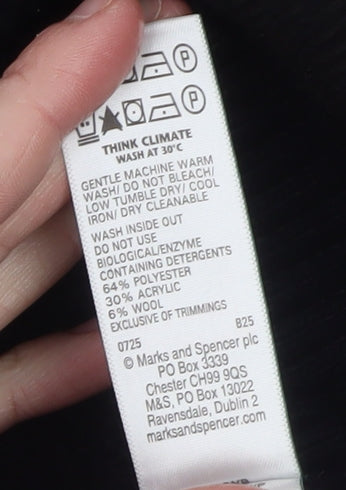 P
P
THINK CLIMATE
WASH AT 30°C
GENTLE MACHINE WARM
WASH/ DO NOT BLEACH/
LOW TUMBLE DRY/ COOL
IRON/ DRY CLEANABLE
WASH INSIDE OUT
DO NOT USE
BIOLOGICAL/ENZYME
CONTAINING DETERGENTS
64% POLYESTER
30% ACRYLIC
6% WOOL
EXCLUSIVE OF TRIMMINGS
0725 B25
© Marks and Spencer plc
PO Box 3339
Chester CH99 9QS
M&S, PO Box 13022
Ravensdale, Dublin 2
marksandspencer.com